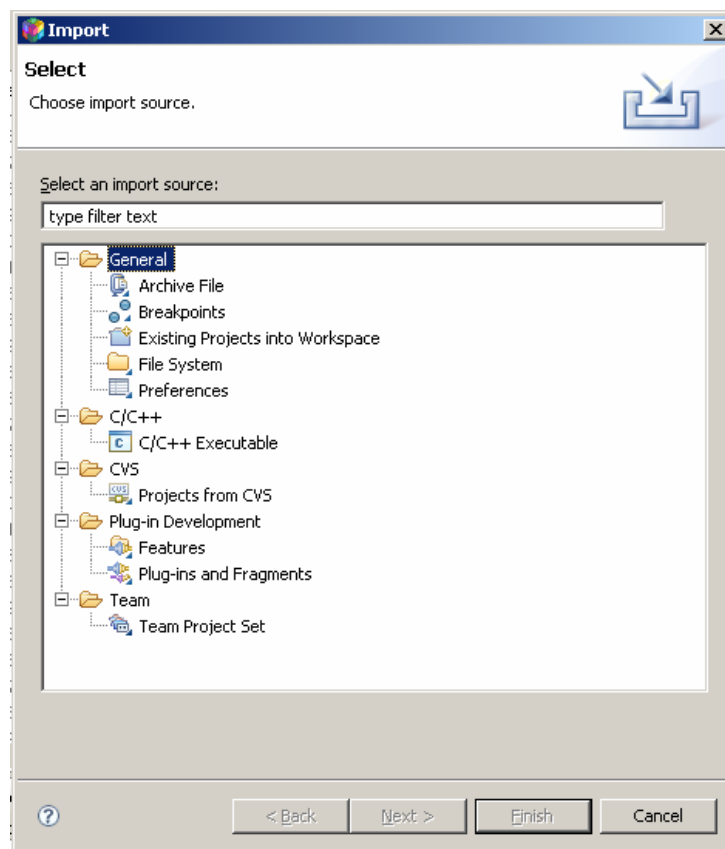 Import
Select
Choose import source.
Select an import source:
type filter text
General
Archive File
Breakpoints
Existing Projects into Workspace
File System
Preferences
C/C++
C/C++ Executable
CVS
Projects from CVS
Plug-in Development
Features
Plug-ins and Fragments
Team
Team Project Set
< Back Next > Finish Cancel